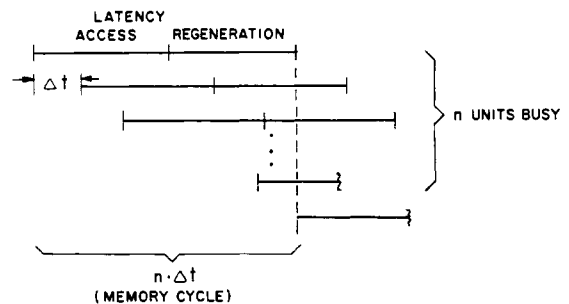 LATENCY
ACCESS REGENERATION
Δt
n UNITS BUSY
n·Δt
(MEMORY CYCLE)